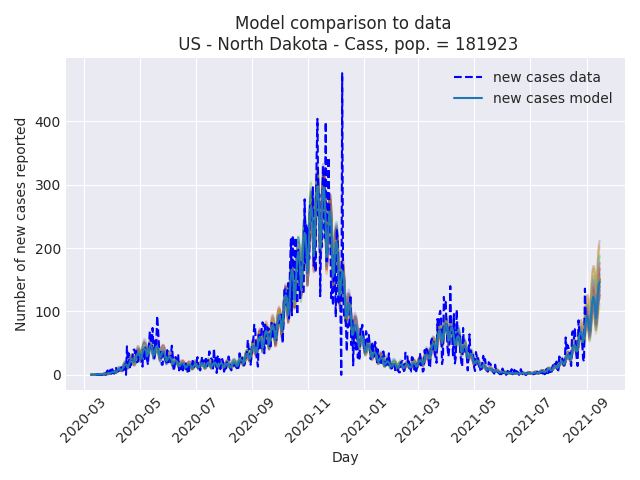 Model comparison to data
US - North Dakota - Cass, pop. = 181923
new cases data
new cases model
Number of new cases reported
400
300
200
100
0
2020-03
2020-05
2020-07
2020-09
2020-11
2021-01
2021-03
2021-05
2021-07
2021-09
Day